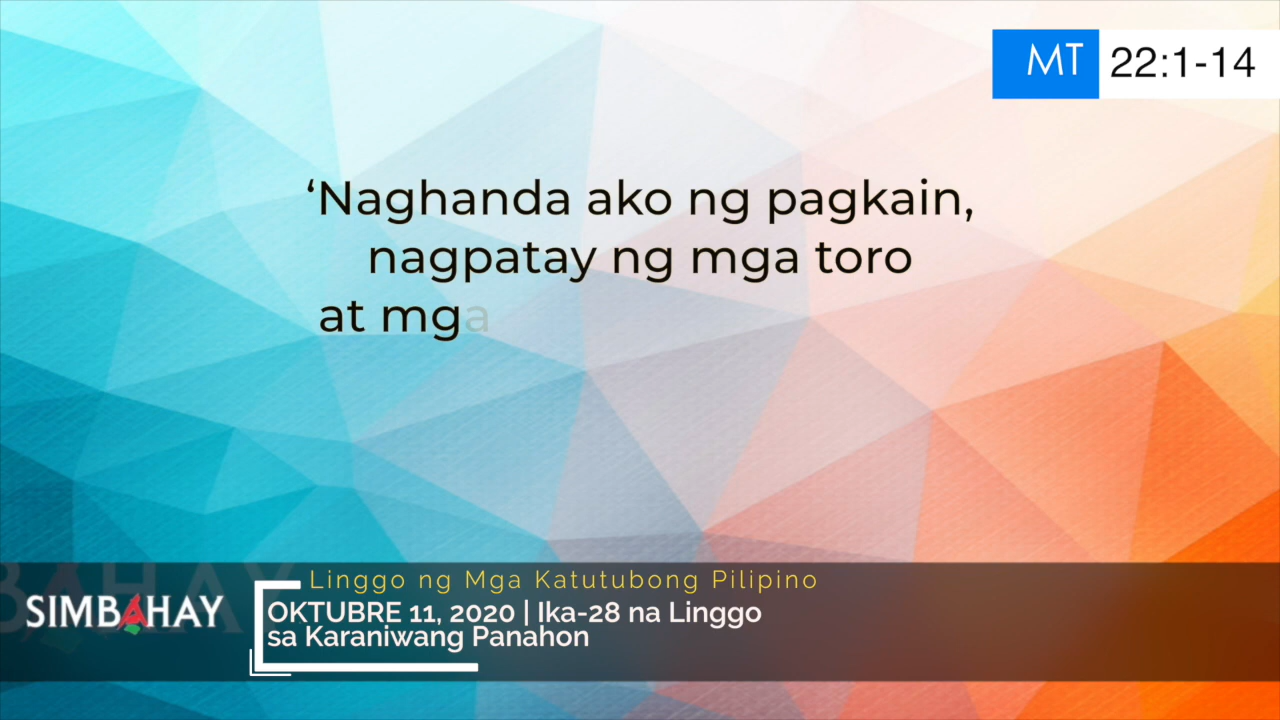 MT 22:1-14
‘Naghanda ako ng pagkain,
nagpatay ng mga toro
at mga
Linggo ng Mga Katutubong Pilipino
SIMBAHAY
OKTUBRE 11, 2020 | Ika-28 na Linggo
sa Karaniwang Panahon